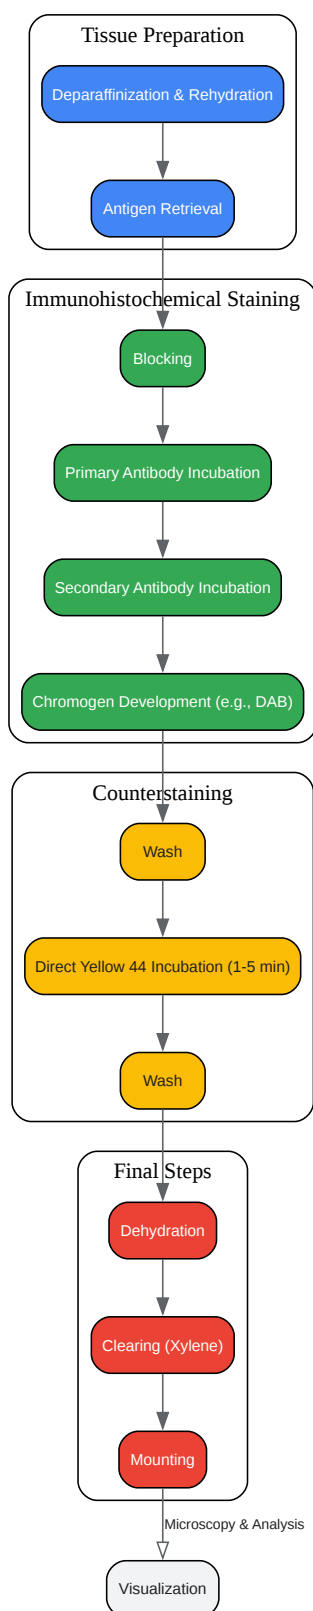 Tissue Preparation
Deparaffinization & Rehydration
Antigen Retrieval
Immunohistochemical Staining
Blocking
Primary Antibody Incubation
Secondary Antibody Incubation
Chromogen Development (e.g., DAB)
Counterstaining
Wash
Direct Yellow 44 Incubation (1-5 min)
Wash
Final Steps
Dehydration
Clearing (Xylene)
Mounting
Microscopy & Analysis
Visualization